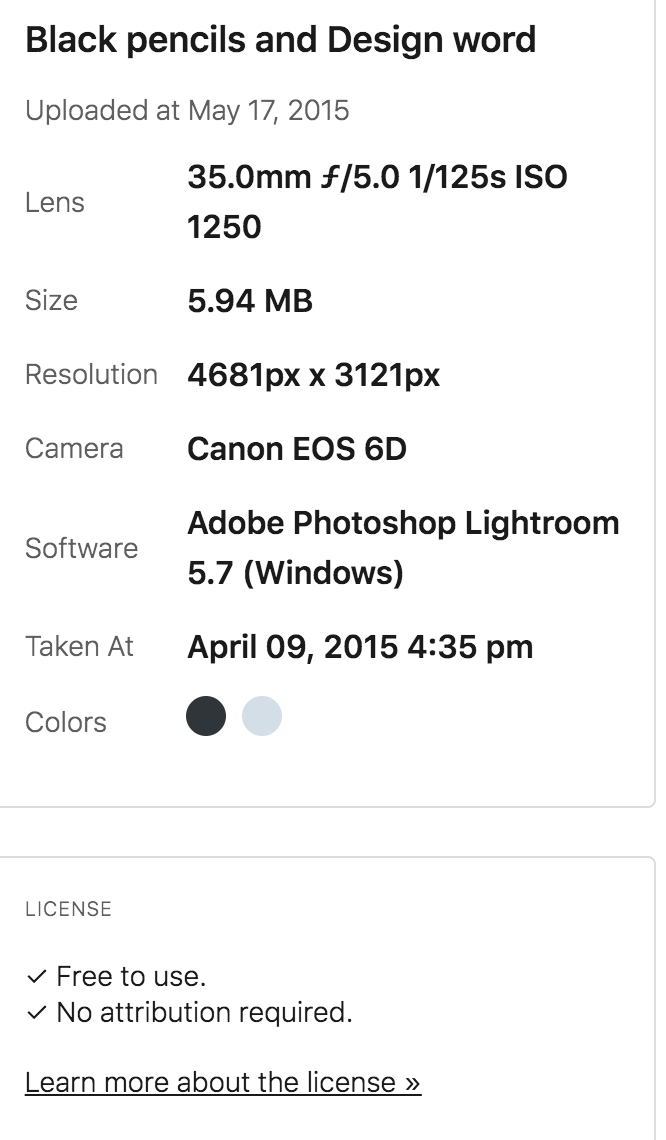 Black pencils and Design word
Uploaded at May 17, 2015
Lens
35.0mm ƒ/5.0 1/125s ISO
1250
Size
5.94 MB
Resolution
4681px x 3121px
Camera
Canon EOS 6D
Software
Adobe Photoshop Lightroom
5.7 (Windows)
Taken At
April 09, 2015 4:35 pm
Colors
LICENSE
✓ Free to use.
✓ No attribution required.
Learn more about the license »